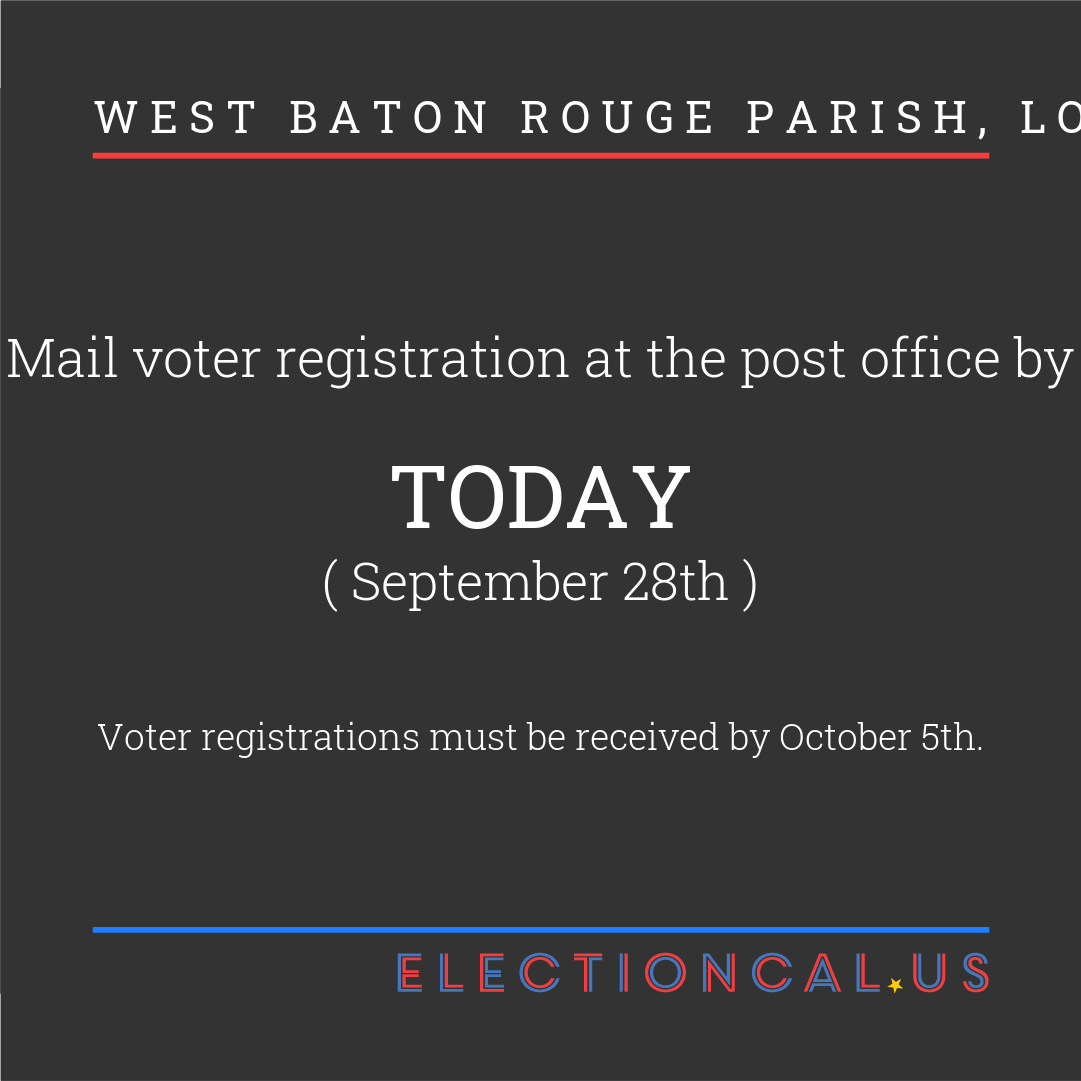 WEST BATON ROUGE PARISH, LO
Mail voter registration at the post office by
TODAY
( September 28th )
Voter registrations must be received by October 5th.
ELECTIONCAL.US